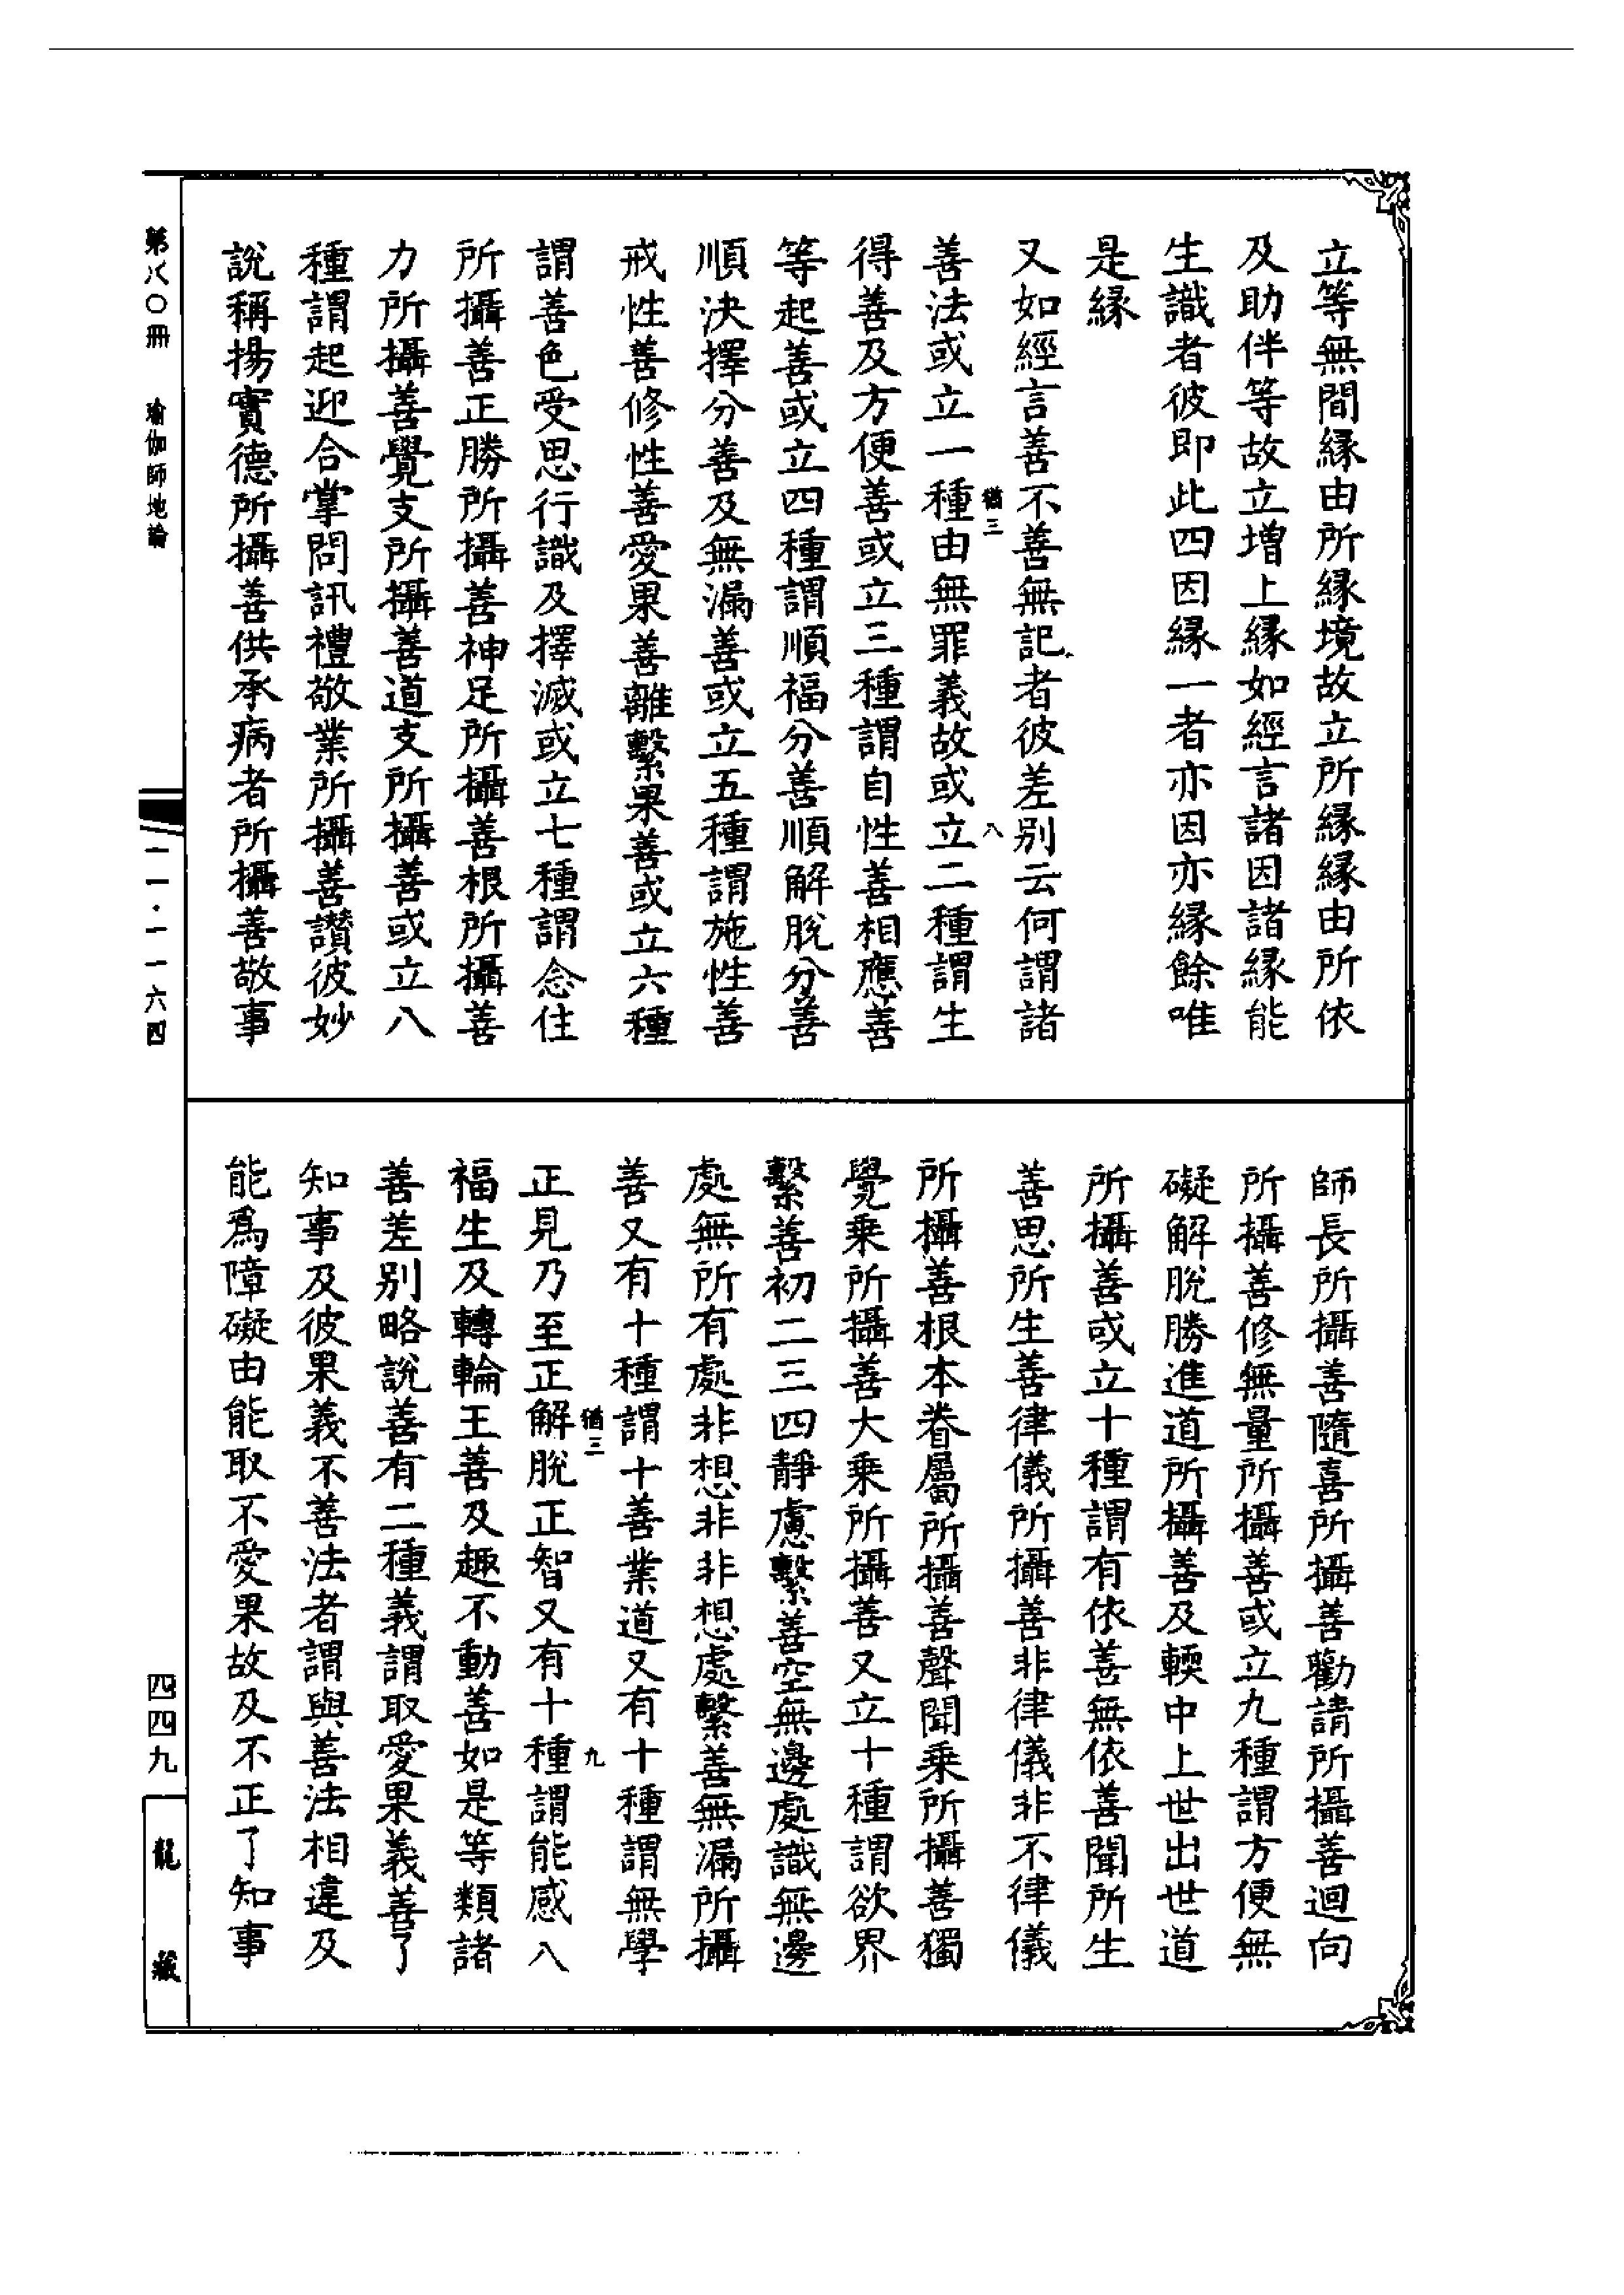 立等無間縁由所縁境故立所縁縁由所依
及助伴等故立增上縁如經言諸因諸縁能
生識者彼即此四因縁一者亦因亦縁餘唯
是縁
又如經言善不善無記者彼差别云何謂諸
猶三 八
善法或立一種由無罪義故或立二種謂生
得善及方便善或立三種謂自性善相應善
等起善或立四種謂順福分善順解脫分善
順決擇分善及無漏善或立五種謂施性善
戒性善修性善愛果善離繫果善或立六種
謂善色受思行識及擇滅或立七種謂念住
所攝善正勝所攝善神足所攝善根所攝善
力所攝善覺支所攝善道支所攝善或立八
種謂起迎合掌問訊禮敬業所攝善讚彼妙
說稱揚實德所攝善供承病者所攝善敬事
師長所攝善隨喜所攝善勸請所攝善迴向
所攝善修無量所攝善或立九種謂方便無
礙解脫勝進道所攝善及輭中上世出世道
所攝善或立十種謂有依善無依善聞所生
善思所生善律儀所攝善非律儀非不律儀
所攝善根本眷屬所攝善聲聞乘所攝善獨
覺乘所攝善大乘所攝善又立十種謂欲界
繫善初二三四靜慮繫善空無邊處識無邊
處無所有處非想非非想處繫善無漏所攝
善又有十種謂十善業道又有十種謂無學
猶三 九
正見乃至正解脫正智又有十種謂能感八
福生及轉輪王善及趣不動善如是等類諸
善差别略說善有二種義謂取愛果義善了
知事及彼果義不善法者謂與善法相違及
能爲障礙由能取不愛果故及不正了知事
第八〇冊 瑜伽師地論
一一·一一六四
四四九
龍藏